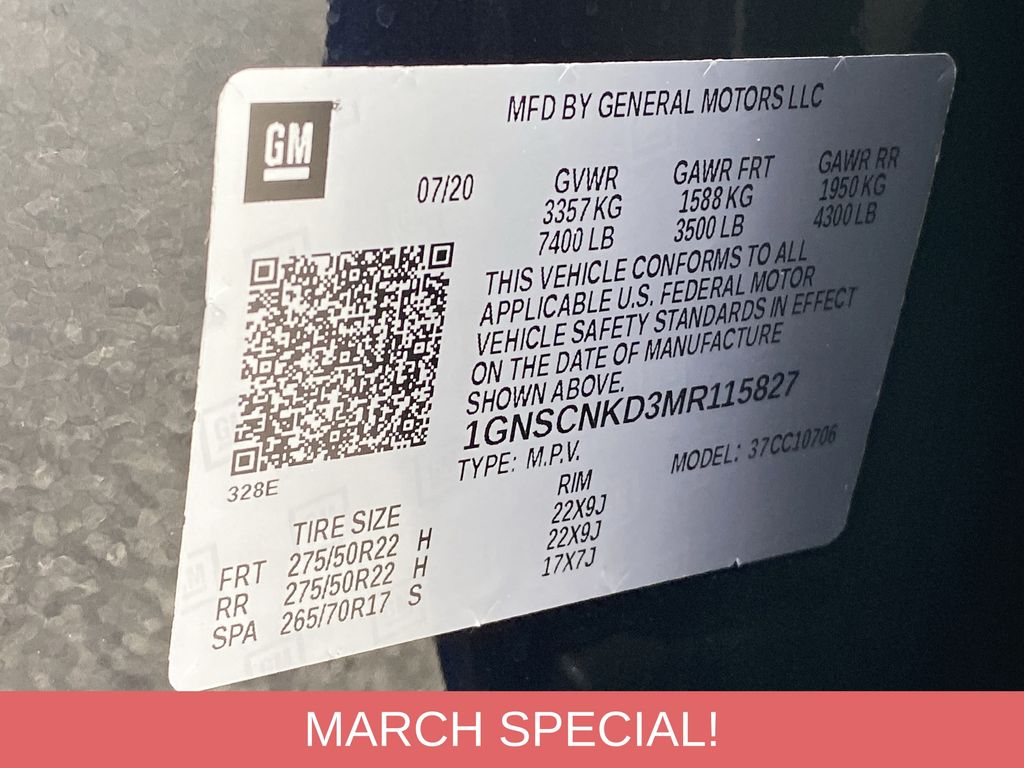 GM
MFD BY GENERAL MOTORS LLC
07/20
GVWR GAWR FRT GAWR RR
3357 KG 1588 KG 1950 KG
7400 LB 3500 LB 4300 LB
THIS VEHICLE CONFORMS TO ALL
APPLICABLE U.S. FEDERAL MOTOR
VEHICLE SAFETY STANDARDS IN EFFECT
ON THE DATE OF MANUFACTURE
SHOWN ABOVE.
1GNSCNKD3MR115827
TYPE: M.P.V. MODEL: 37CC10706
328E
TIRE SIZE RIM
FRT 275/50R22 H 22X9J
RR 275/50R22 H 22X9J
SPA 265/70R17 S 17X7J
MARCH SPECIAL!